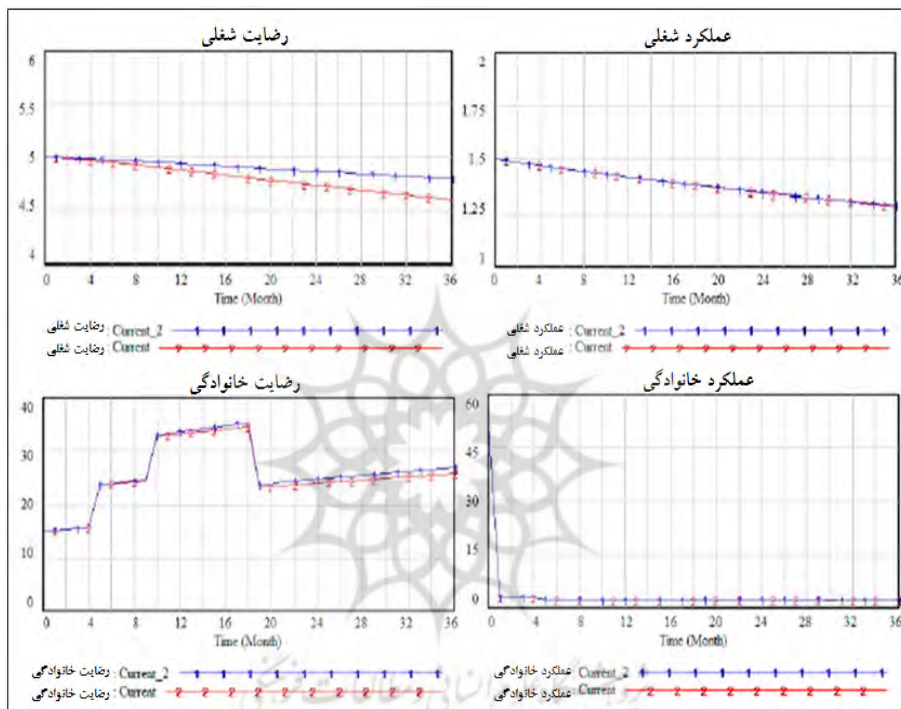 رضایت شغلی
6
5.5
5
4.5
4
0 4 8 12 16 20 24 28 32 36
Time (Month)
رضایت شغلی : Current_2
رضایت شغلی : Current
عملکرد شغلی
2
1.75
1.5
1.25
1
0 4 8 12 16 20 24 28 32 36
Time (Month)
عملکرد شغلی : Current_2
عملکرد شغلی : Current
رضایت خانوادگی
40
30
20
10
0
0 4 8 12 16 20 24 28 32 36
Time (Month)
رضایت خانوادگی : Current_2
رضایت خانوادگی : Current
عملکرد خانوادگی
60
45
30
15
0
0 4 8 12 16 20 24 28 32 36
Time (Month)
عملکرد خانوادگی : Current_2
عملکرد خانوادگی : Current